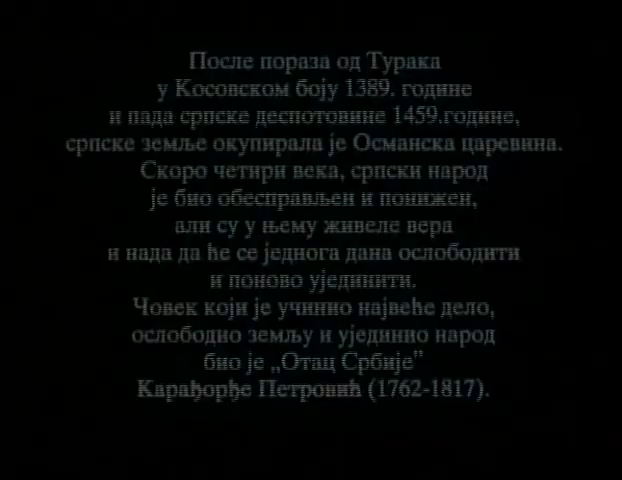 После пораза од Турака
у Косовском боју 1389. године
и пада српске деспотовине 1459.године,
српске земље окупирала је Османска царевина.
Скоро четири века, српски народ
је био обесправљен и понижен,
али су у њему живеле вера
и нада да ће се једнога дана ослободити
и поново ујединити.
Човек који је учинио највеће дело,
ослободио земљу и ујединио народ
био је „Отац Србије”
Карађорђе Петровић (1762-1817).